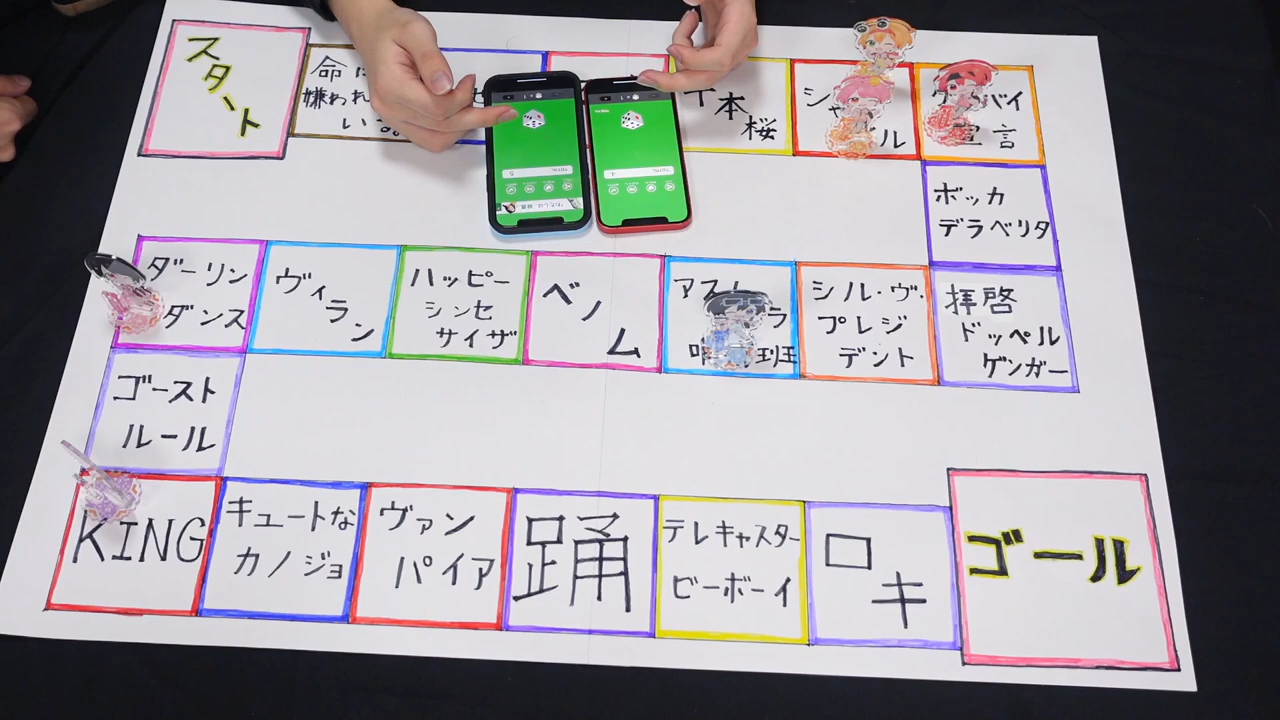 スタート
命に
嫌われ
千本
桜
ボッカ
デラベリタ
拝啓
ドッペル
ゲンガー
シル・ヴ・
プレジ
デント
ベノ
ム
ハッピー
シンセ
サイザ
ヴィ
ラン
ダーリン
ダンス
ゴースト
ルール
KING
キュートな
カノジョ
ヴァン
パイア
踊
テレキャスター
ビーボーイ
ロ
キ
ゴール